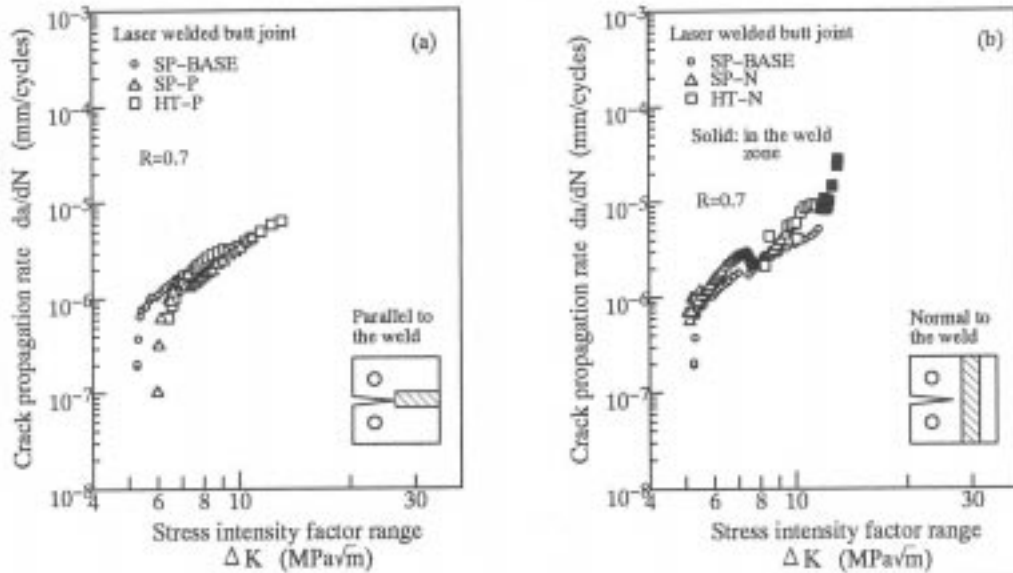 Crack propagation rate da/dN (mm/cycles)
10⁻³
10⁻⁴
10⁻⁵
10⁻⁶
10⁻⁷
10⁻⁸
Laser welded butt joint
(a)
SP-BASE
SP-P
HT-P
R=0.7
Parallel to
the weld
4 6 8 10 30
Stress intensity factor range
ΔK (MPa√m)
Crack propagation rate da/dN (mm/cycles)
10⁻³
10⁻⁴
10⁻⁵
10⁻⁶
10⁻⁷
10⁻⁸
Laser welded butt joint
(b)
SP-BASE
SP-N
HT-N
Solid: in the weld
zone
R=0.7
Normal to
the weld
4 6 8 10 30
Stress intensity factor range
ΔK (MPa√m)